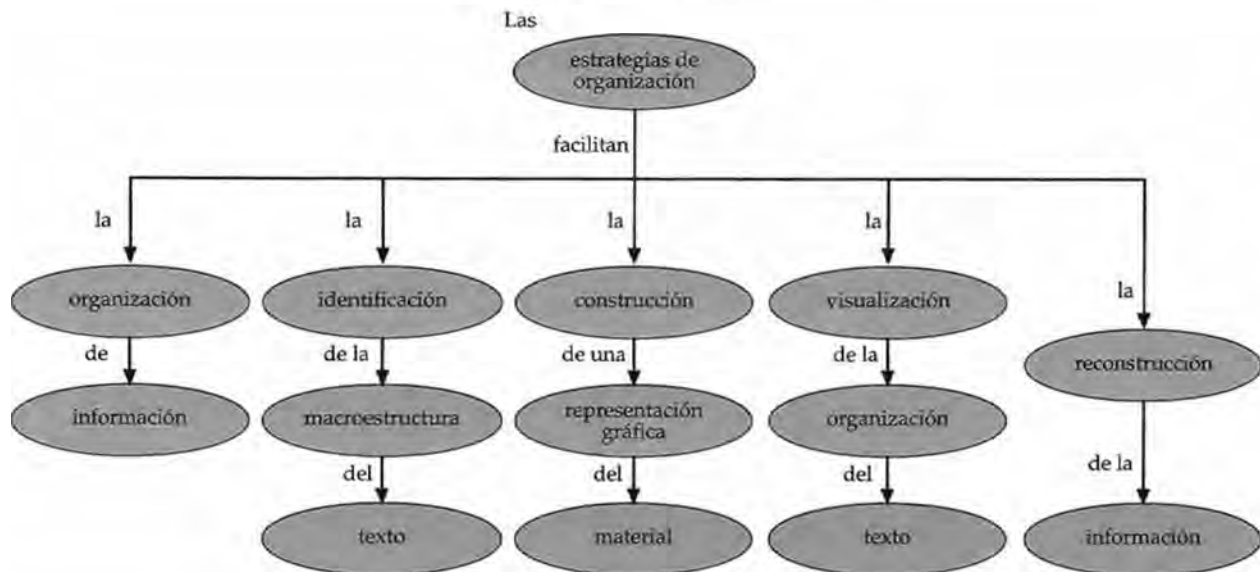 Las
estrategias de
organización
facilitan
la
la
la
la
la
organización
identificación
construcción
visualización
reconstrucción
de
de la
de una
de la
información
macroestructura
representación
gráfica
organización
del
del
del
de la
texto
material
texto
información